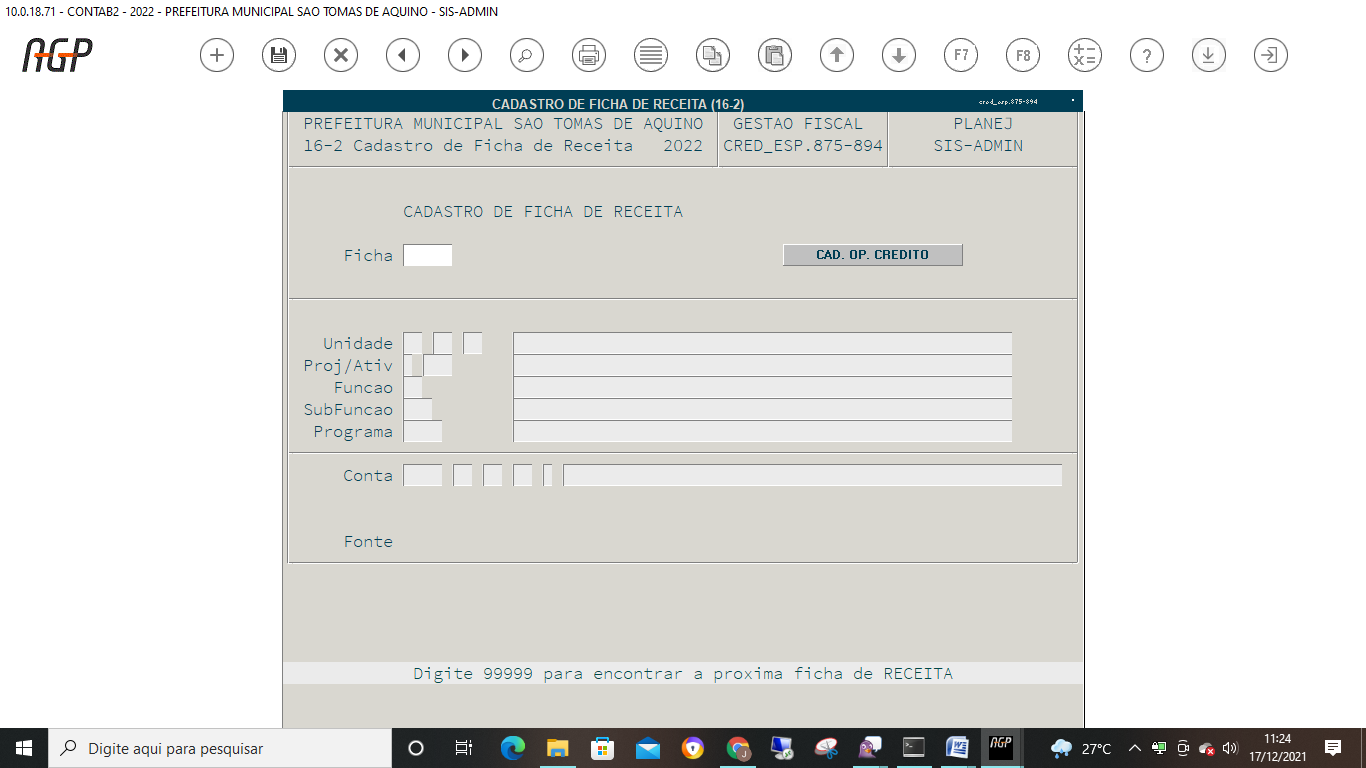 10.0.18.71 - CONTAB2 - 2022 - PREFEITURA MUNICIPAL SAO TOMAS DE AQUINO - SIS-ADMIN
AGP
F7
F8
?
CADASTRO DE FICHA DE RECEITA (16-2) cred_esp.875-894
PREFEITURA MUNICIPAL SAO TOMAS DE AQUINO GESTAO FISCAL PLANEJ
16-2 Cadastro de Ficha de Receita 2022 CRED_ESP.875-894 SIS-ADMIN
CADASTRO DE FICHA DE RECEITA
Ficha CAD. OP. CREDITO
Unidade
Proj/Ativ
Funcao
SubFuncao
Programa
Conta
Fonte
Digite 99999 para encontrar a proxima ficha de RECEITA
Digite aqui para pesquisar
AGP
27°C
11:24
17/12/2021